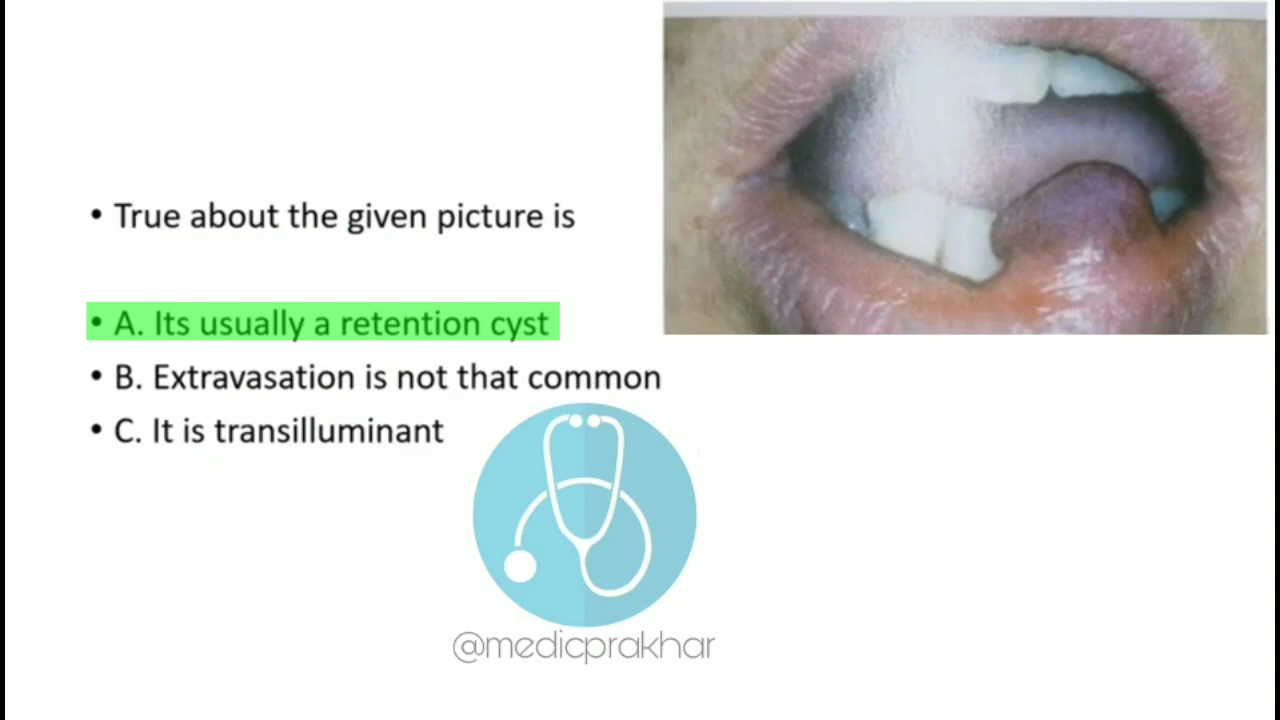 • True about the given picture is
• A. Its usually a retention cyst
• B. Extravasation is not that common
• C. It is transilluminant
@medicprakhar